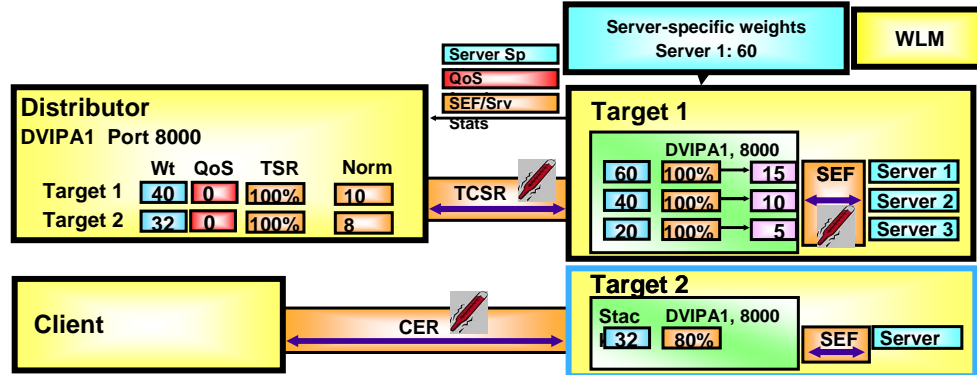 Server-specific weights
Server 1: 60
WLM
Server Sp
QoS
SEF/Srv
Stats
Distributor
DVIPA1 Port 8000
Wt QoS TSR Norm
Target 1 40 0 100% 10
Target 2 32 0 100% 8
TCSR
Target 1
DVIPA1, 8000
60 100% 15
40 100% 10
20 100% 5
SEF
Server 1
Server 2
Server 3
Client
CER
Target 2
Stac DVIPA1, 8000
32 80%
SEF
Server